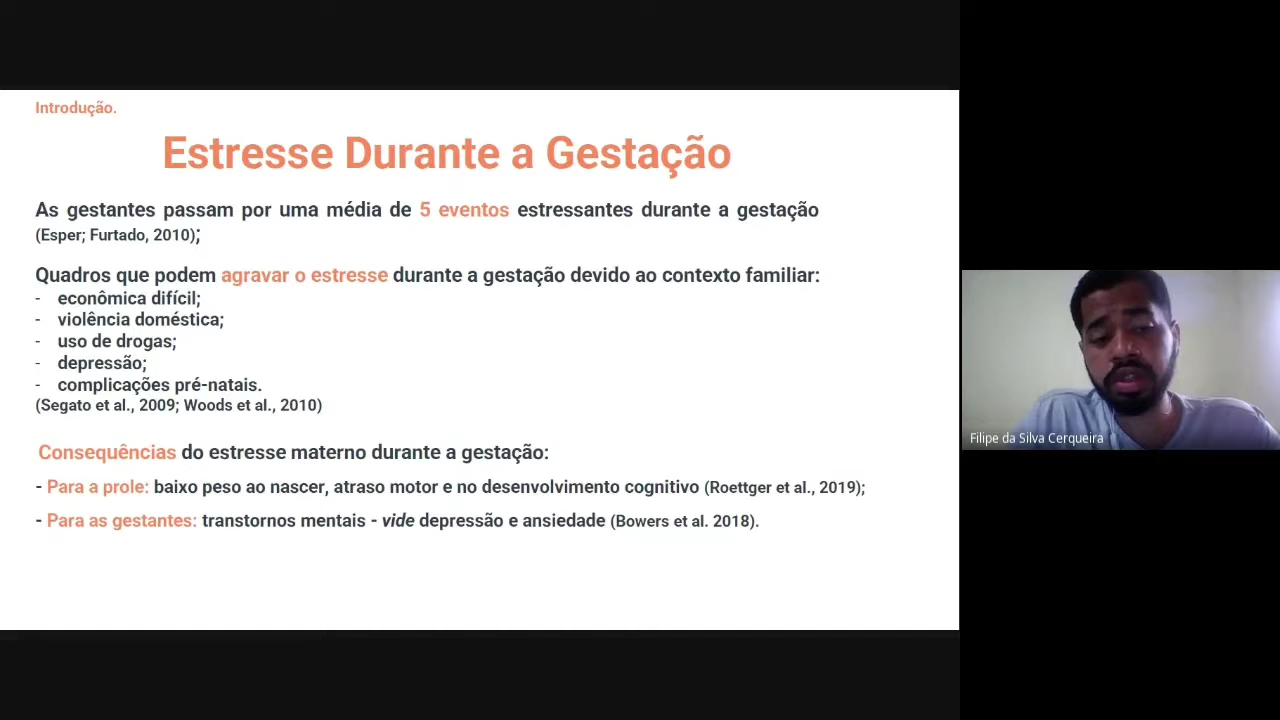 Introdução.
Estresse Durante a Gestação
As gestantes passam por uma média de 5 eventos estressantes durante a gestação
(Esper; Furtado, 2010);
Quadros que podem agravar o estresse durante a gestação devido ao contexto familiar:
- econômica difícil;
- violência doméstica;
- uso de drogas;
- depressão;
- complicações pré-natais.
(Segato et al., 2009; Woods et al., 2010)
Consequências do estresse materno durante a gestação:
- Para a prole: baixo peso ao nascer, atraso motor e no desenvolvimento cognitivo (Roettger et al., 2019);
- Para as gestantes: transtornos mentais - vide depressão e ansiedade (Bowers et al. 2018).
Filipe da Silva Cerqueira